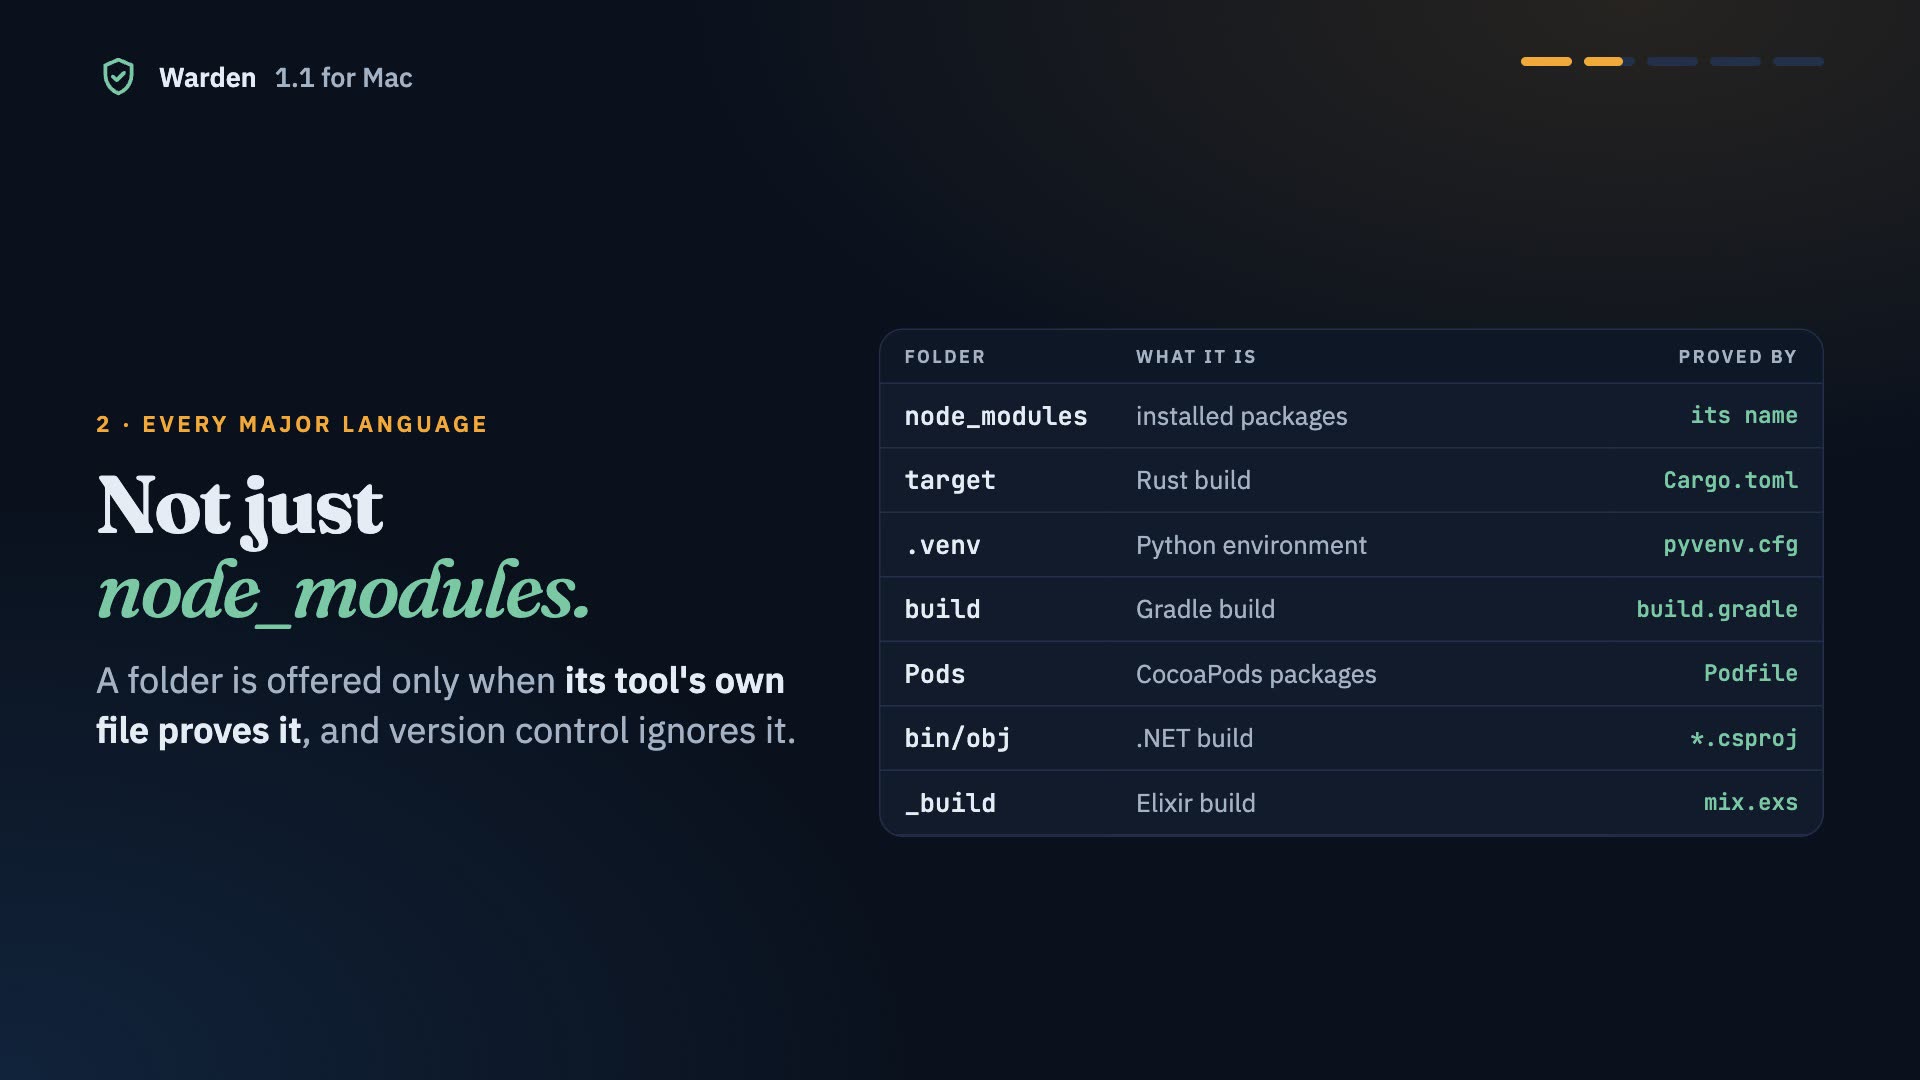 Warden 1.1 for Mac
2 · EVERY MAJOR LANGUAGE
Not just
node_modules.
A folder is offered only when its tool's own
file proves it, and version control ignores it.
FOLDER WHAT IT IS PROVED BY
node_modules installed packages its name
target Rust build Cargo.toml
.venv Python environment pyvenv.cfg
build Gradle build build.gradle
Pods CocoaPods packages Podfile
bin/obj .NET build *.csproj
_build Elixir build mix.exs